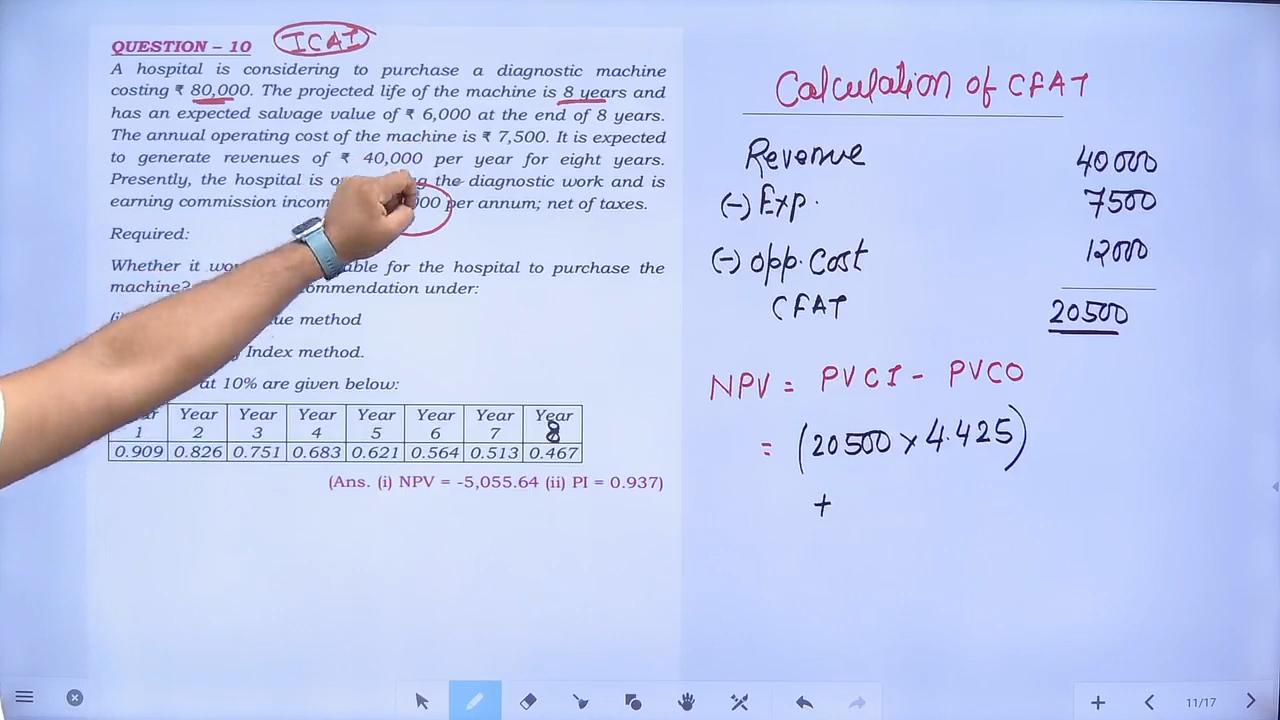 QUESTION – 10
ICAI
A hospital is considering to purchase a diagnostic machine
costing ₹ 80,000. The projected life of the machine is 8 years and
has an expected salvage value of ₹ 6,000 at the end of 8 years.
The annual operating cost of the machine is ₹ 7,500. It is expected
to generate revenues of ₹ 40,000 per year for eight years.
Presently, the hospital is the diagnostic work and is
earning commission per annum; net of taxes.
Required:
Whether it for the hospital to purchase the
machine? under:
method
Index method.
at 10% are given below:
Year Year Year Year Year Year Year
1 2 3 4 5 6 7 8
0.909 0.826 0.751 0.683 0.621 0.564 0.513 0.467
(Ans. (i) NPV = -5,055.64 (ii) PI = 0.937)
Calculation of CFAT
Revenue 40000
(-) Exp. 7500
(-) Opp. Cost 12000
CFAT 20500
NPV = PVCI - PVCO
= (20500 × 4.425)
+
11/17